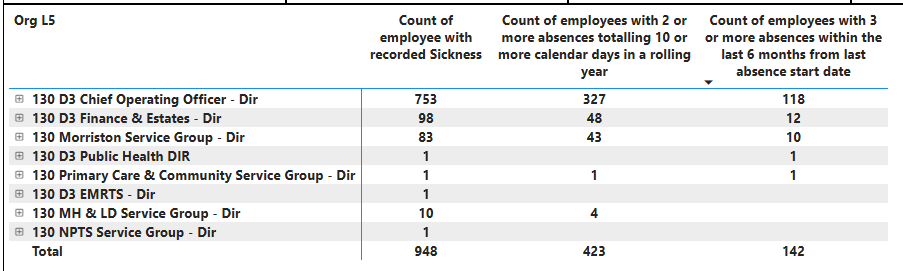 Org L5
Count of employee with recorded Sickness
Count of employees with 2 or more absences totalling 10 or more calendar days in a rolling year
Count of employees with 3 or more absences within the last 6 months from last absence start date
130 D3 Chief Operating Officer - Dir 753 327 118
130 D3 Finance & Estates - Dir 98 48 12
130 Morriston Service Group - Dir 83 43 10
130 D3 Public Health DIR 1 1
130 Primary Care & Community Service Group - Dir 1 1 1
130 D3 EMRTS - Dir 1
130 MH & LD Service Group - Dir 10 4
130 NPTS Service Group - Dir 1
Total 948 423 142